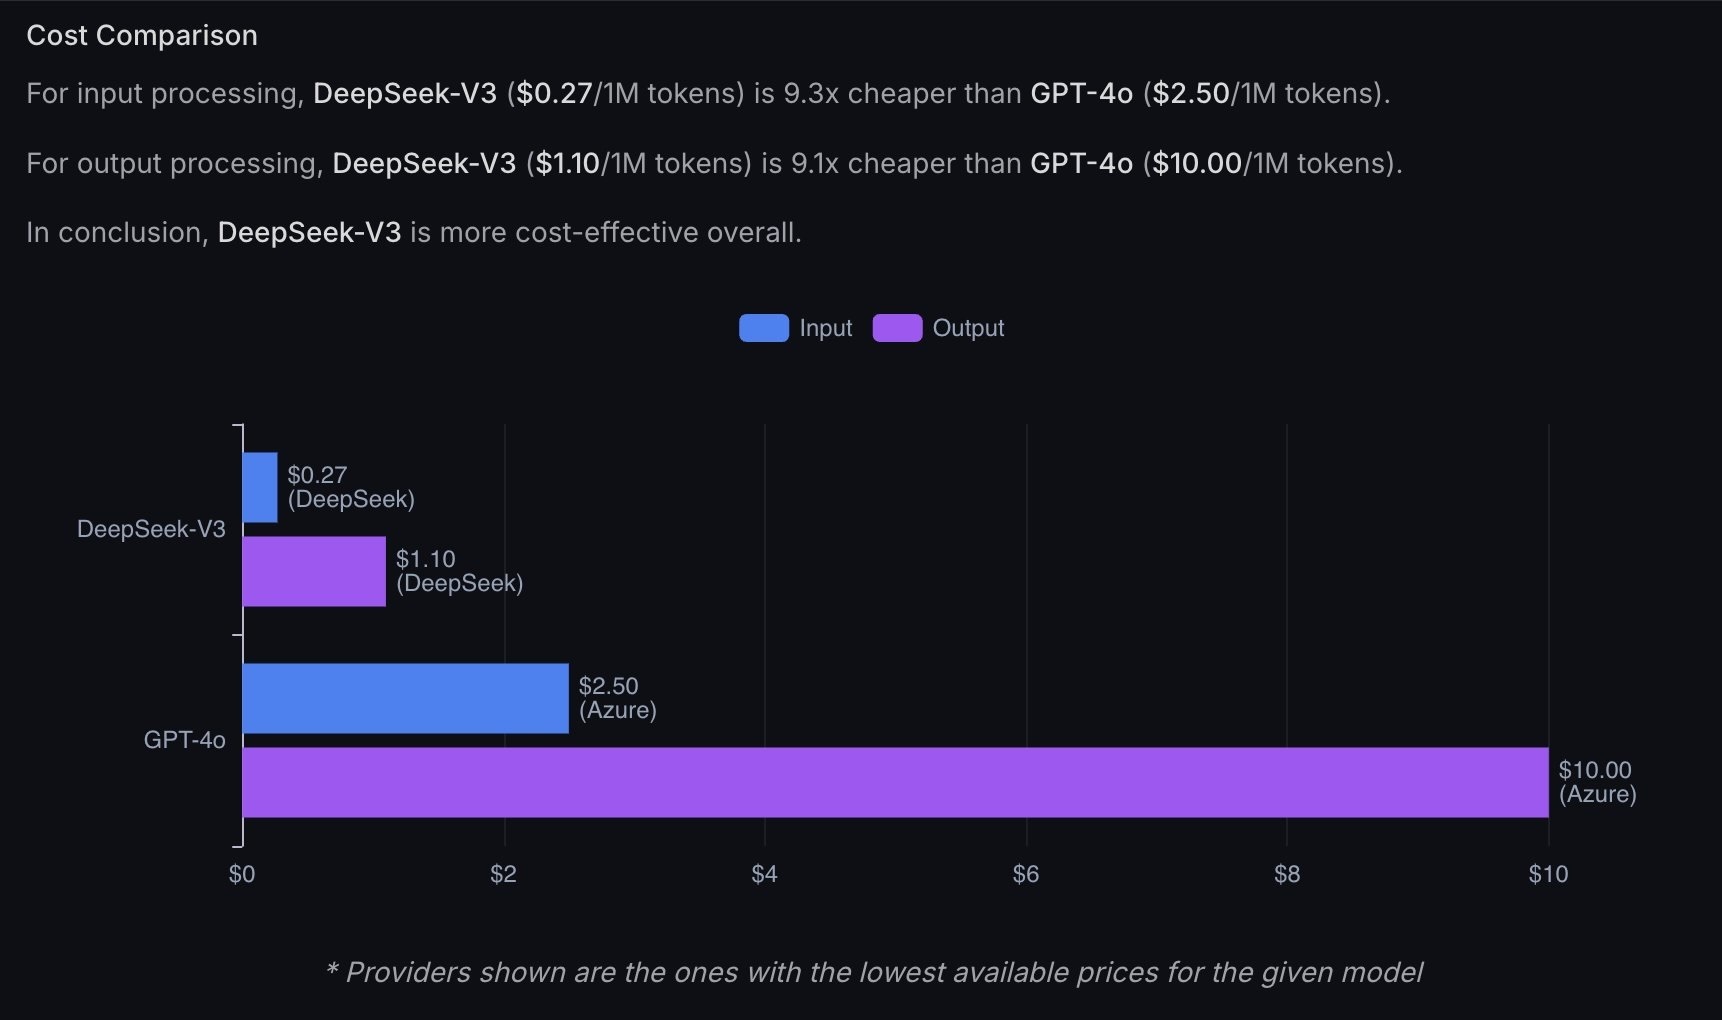 Cost Comparison
For input processing, DeepSeek-V3 ($0.27/1M tokens) is 9.3x cheaper than GPT-4o ($2.50/1M tokens).
For output processing, DeepSeek-V3 ($1.10/1M tokens) is 9.1x cheaper than GPT-4o ($10.00/1M tokens).
In conclusion, DeepSeek-V3 is more cost-effective overall.
Input Output
$0.27
(DeepSeek)
DeepSeek-V3
$1.10
(DeepSeek)
$2.50
(Azure)
GPT-4o
$10.00
(Azure)
$0 $2 $4 $6 $8 $10
* Providers shown are the ones with the lowest available prices for the given model